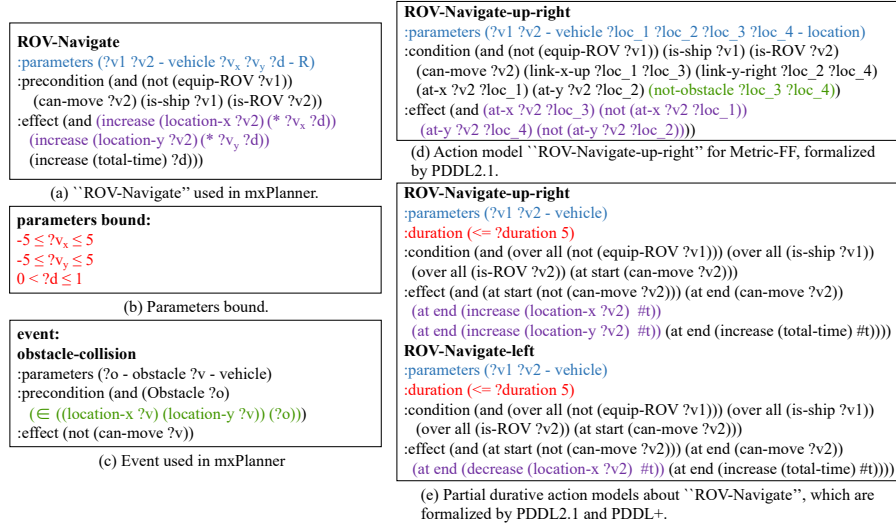 ROV-Navigate
:parameters (?v1 ?v2 - vehicle ?vx ?vy ?d - R)
:precondition (and (not (equip-ROV ?v1))
(can-move ?v2) (is-ship ?v1) (is-ROV ?v2))
:effect (and (increase (location-x ?v2) (* ?vx ?d))
(increase (location-y ?v2) (* ?vy ?d))
(increase (total-time) ?d)))
(a) ``ROV-Navigate'' used in mxPlanner.
parameters bound:
-5 ≤ ?vx ≤ 5
-5 ≤ ?vy ≤ 5
0 < ?d ≤ 1
(b) Parameters bound.
event:
obstacle-collision
:parameters (?o - obstacle ?v - vehicle)
:precondition (and (Obstacle ?o)
(∈ ((location-x ?v) (location-y ?v)) (?o)))
:effect (not (can-move ?v))
(c) Event used in mxPlanner
ROV-Navigate-up-right
:parameters (?v1 ?v2 - vehicle ?loc_1 ?loc_2 ?loc_3 ?loc_4 - location)
:condition (and (not (equip-ROV ?v1)) (is-ship ?v1) (is-ROV ?v2)
(can-move ?v2) (link-x-up ?loc_1 ?loc_3) (link-y-right ?loc_2 ?loc_4)
(at-x ?v2 ?loc_1) (at-y ?v2 ?loc_2) (not-obstacle ?loc_3 ?loc_4))
:effect (and (at-x ?v2 ?loc_3) (not (at-x ?v2 ?loc_1))
(at-y ?v2 ?loc_4) (not (at-y ?v2 ?loc_2))))
(d) Action model ``ROV-Navigate-up-right'' for Metric-FF, formalized
by PDDL2.1.
ROV-Navigate-up-right
:parameters (?v1 ?v2 - vehicle)
:duration (<= ?duration 5)
:condition (and (over all (not (equip-ROV ?v1))) (over all (is-ship ?v1))
(over all (is-ROV ?v2)) (at start (can-move ?v2)))
:effect (and (at start (not (can-move ?v2))) (at end (can-move ?v2))
(at end (increase (location-x ?v2) #t))
(at end (increase (location-y ?v2) #t)) (at end (increase (total-time) #t))))
ROV-Navigate-left
:parameters (?v1 ?v2 - vehicle)
:duration (<= ?duration 5)
:condition (and (over all (not (equip-ROV ?v1))) (over all (is-ship ?v1))
(over all (is-ROV ?v2)) (at start (can-move ?v2)))
:effect (and (at start (not (can-move ?v2))) (at end (can-move ?v2))
(at end (decrease (location-x ?v2) #t)) (at end (increase (total-time) #t))))
(e) Partial durative action models about ``ROV-Navigate'', which are
formalized by PDDL2.1 and PDDL+.